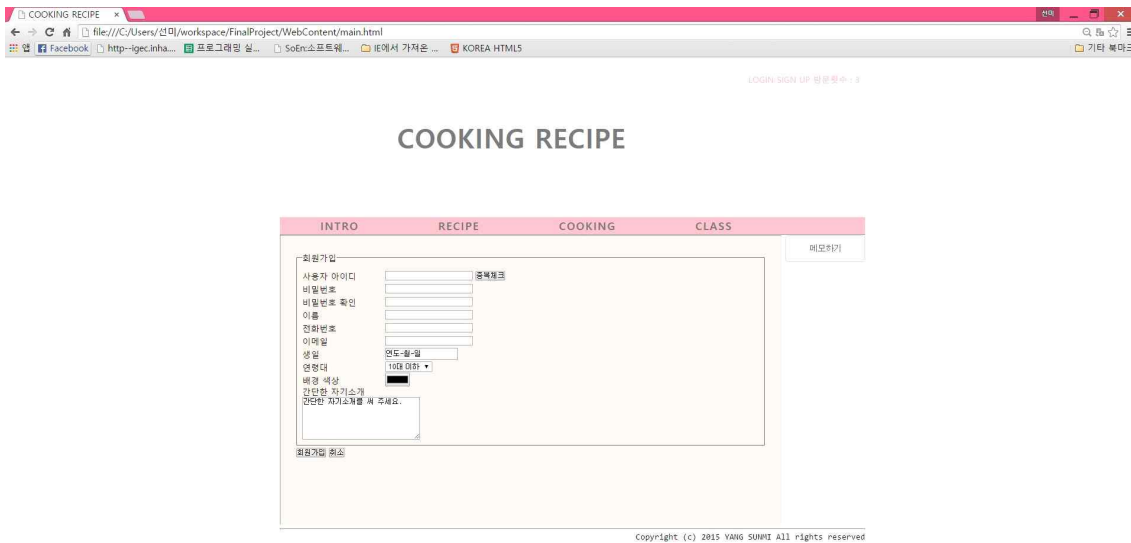 COOKING RECIPE ×
선미
file:///C:/Users/선미/workspace/FinalProject/WebContent/main.html
앱 Facebook http--igec.inha.... 프로그래밍 실... SoEn:소프트웨... IE에서 가져온 ... KOREA HTML5 기타 북마크
LOGIN SIGN UP 방문횟수 : 3
COOKING RECIPE
INTRO RECIPE COOKING CLASS
메모하기
회원가입
사용자 아이디 중복체크
비밀번호
비밀번호 확인
이름
전화번호
이메일
생일 연도-월-일
연령대 10대 이하
배경 색상
간단한 자기소개
간단한 자기소개를 써 주세요.
회원가입 취소
Copyright (c) 2015 YANG SUNMI All rights reserved